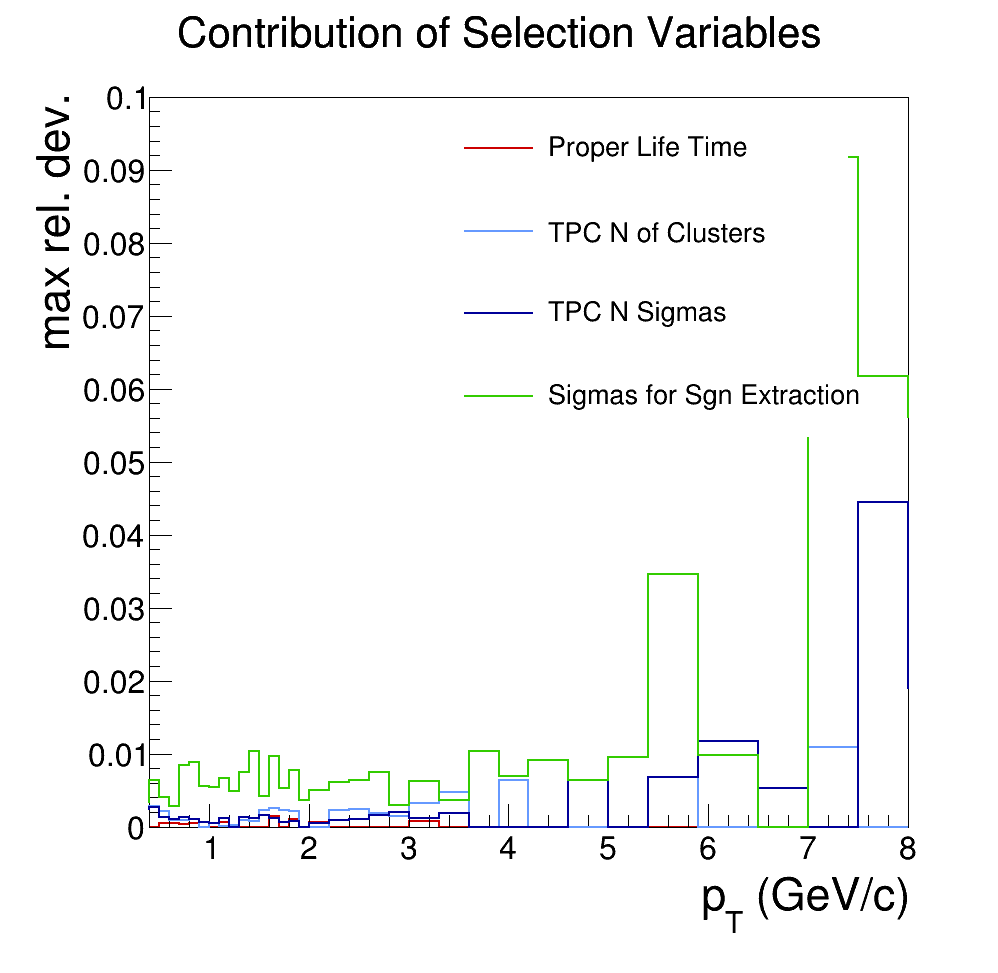 Contribution of Selection Variables
max rel. dev.
0.1
0.09
0.08
0.07
0.06
0.05
0.04
0.03
0.02
0.01
0
Proper Life Time
TPC N of Clusters
TPC N Sigmas
Sigmas for Sgn Extraction
1 2 3 4 5 6 7 8
p_T (GeV/c)